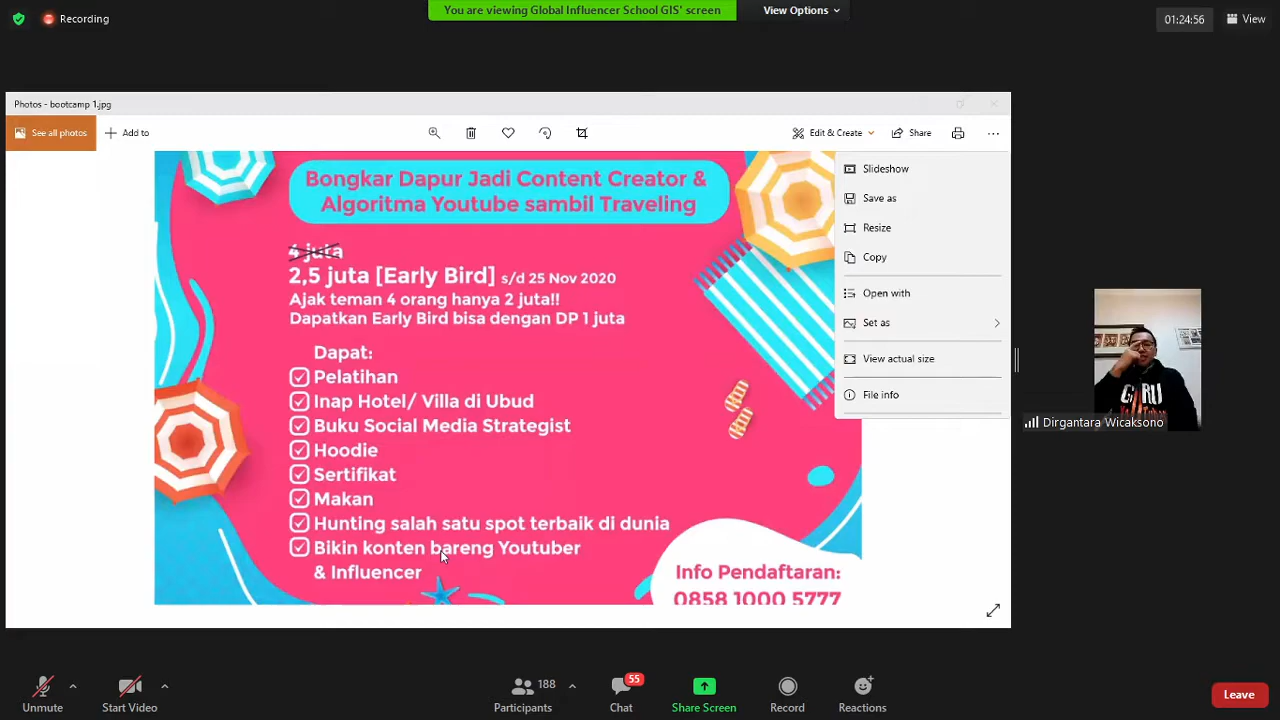 Recording
You are viewing Global Influencer School GIS' screen
View Options
01:24:56
View
Photos - bootcamp 1.jpg
See all photos
Add to
Edit & Create
Share
Bongkar Dapur Jadi Content Creator &
Algoritma Youtube sambil Traveling
4 juta
2,5 juta [Early Bird] s/d 25 Nov 2020
Ajak teman 4 orang hanya 2 juta!!
Dapatkan Early Bird bisa dengan DP 1 juta
Dapat:
Pelatihan
Inap Hotel/ Villa di Ubud
Buku Social Media Strategist
Hoodie
Sertifikat
Makan
Hunting salah satu spot terbaik di dunia
Bikin konten bareng Youtuber
& Influencer
Info Pendaftaran:
0858 1000 5777
Slideshow
Save as
Resize
Copy
Open with
Set as
View actual size
File info
Dirgantara Wicaksono
Unmute
Start Video
188
Participants
55
Chat
Share Screen
Record
Reactions
Leave